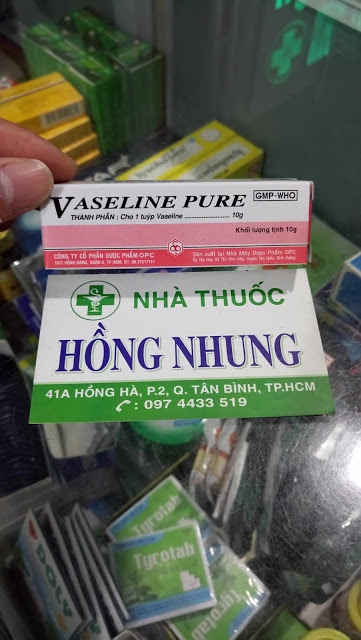 VASELINE PURE
GMP-WHO
THÀNH PHẦN : Cho 1 tuýp Vaseline .................... 10g
Khối lượng tịnh 10g
CÔNG TY CỔ PHẦN DƯỢC PHẨM OPC
Sản xuất tại Nhà Máy Dược Phẩm OPC
NHÀ THUỐC
HỒNG NHUNG
41A HỒNG HÀ, P.2, Q. TÂN BÌNH, TP.HCM
: 097 4433 519
Tyrotab
Tyrotab
Tyrotab